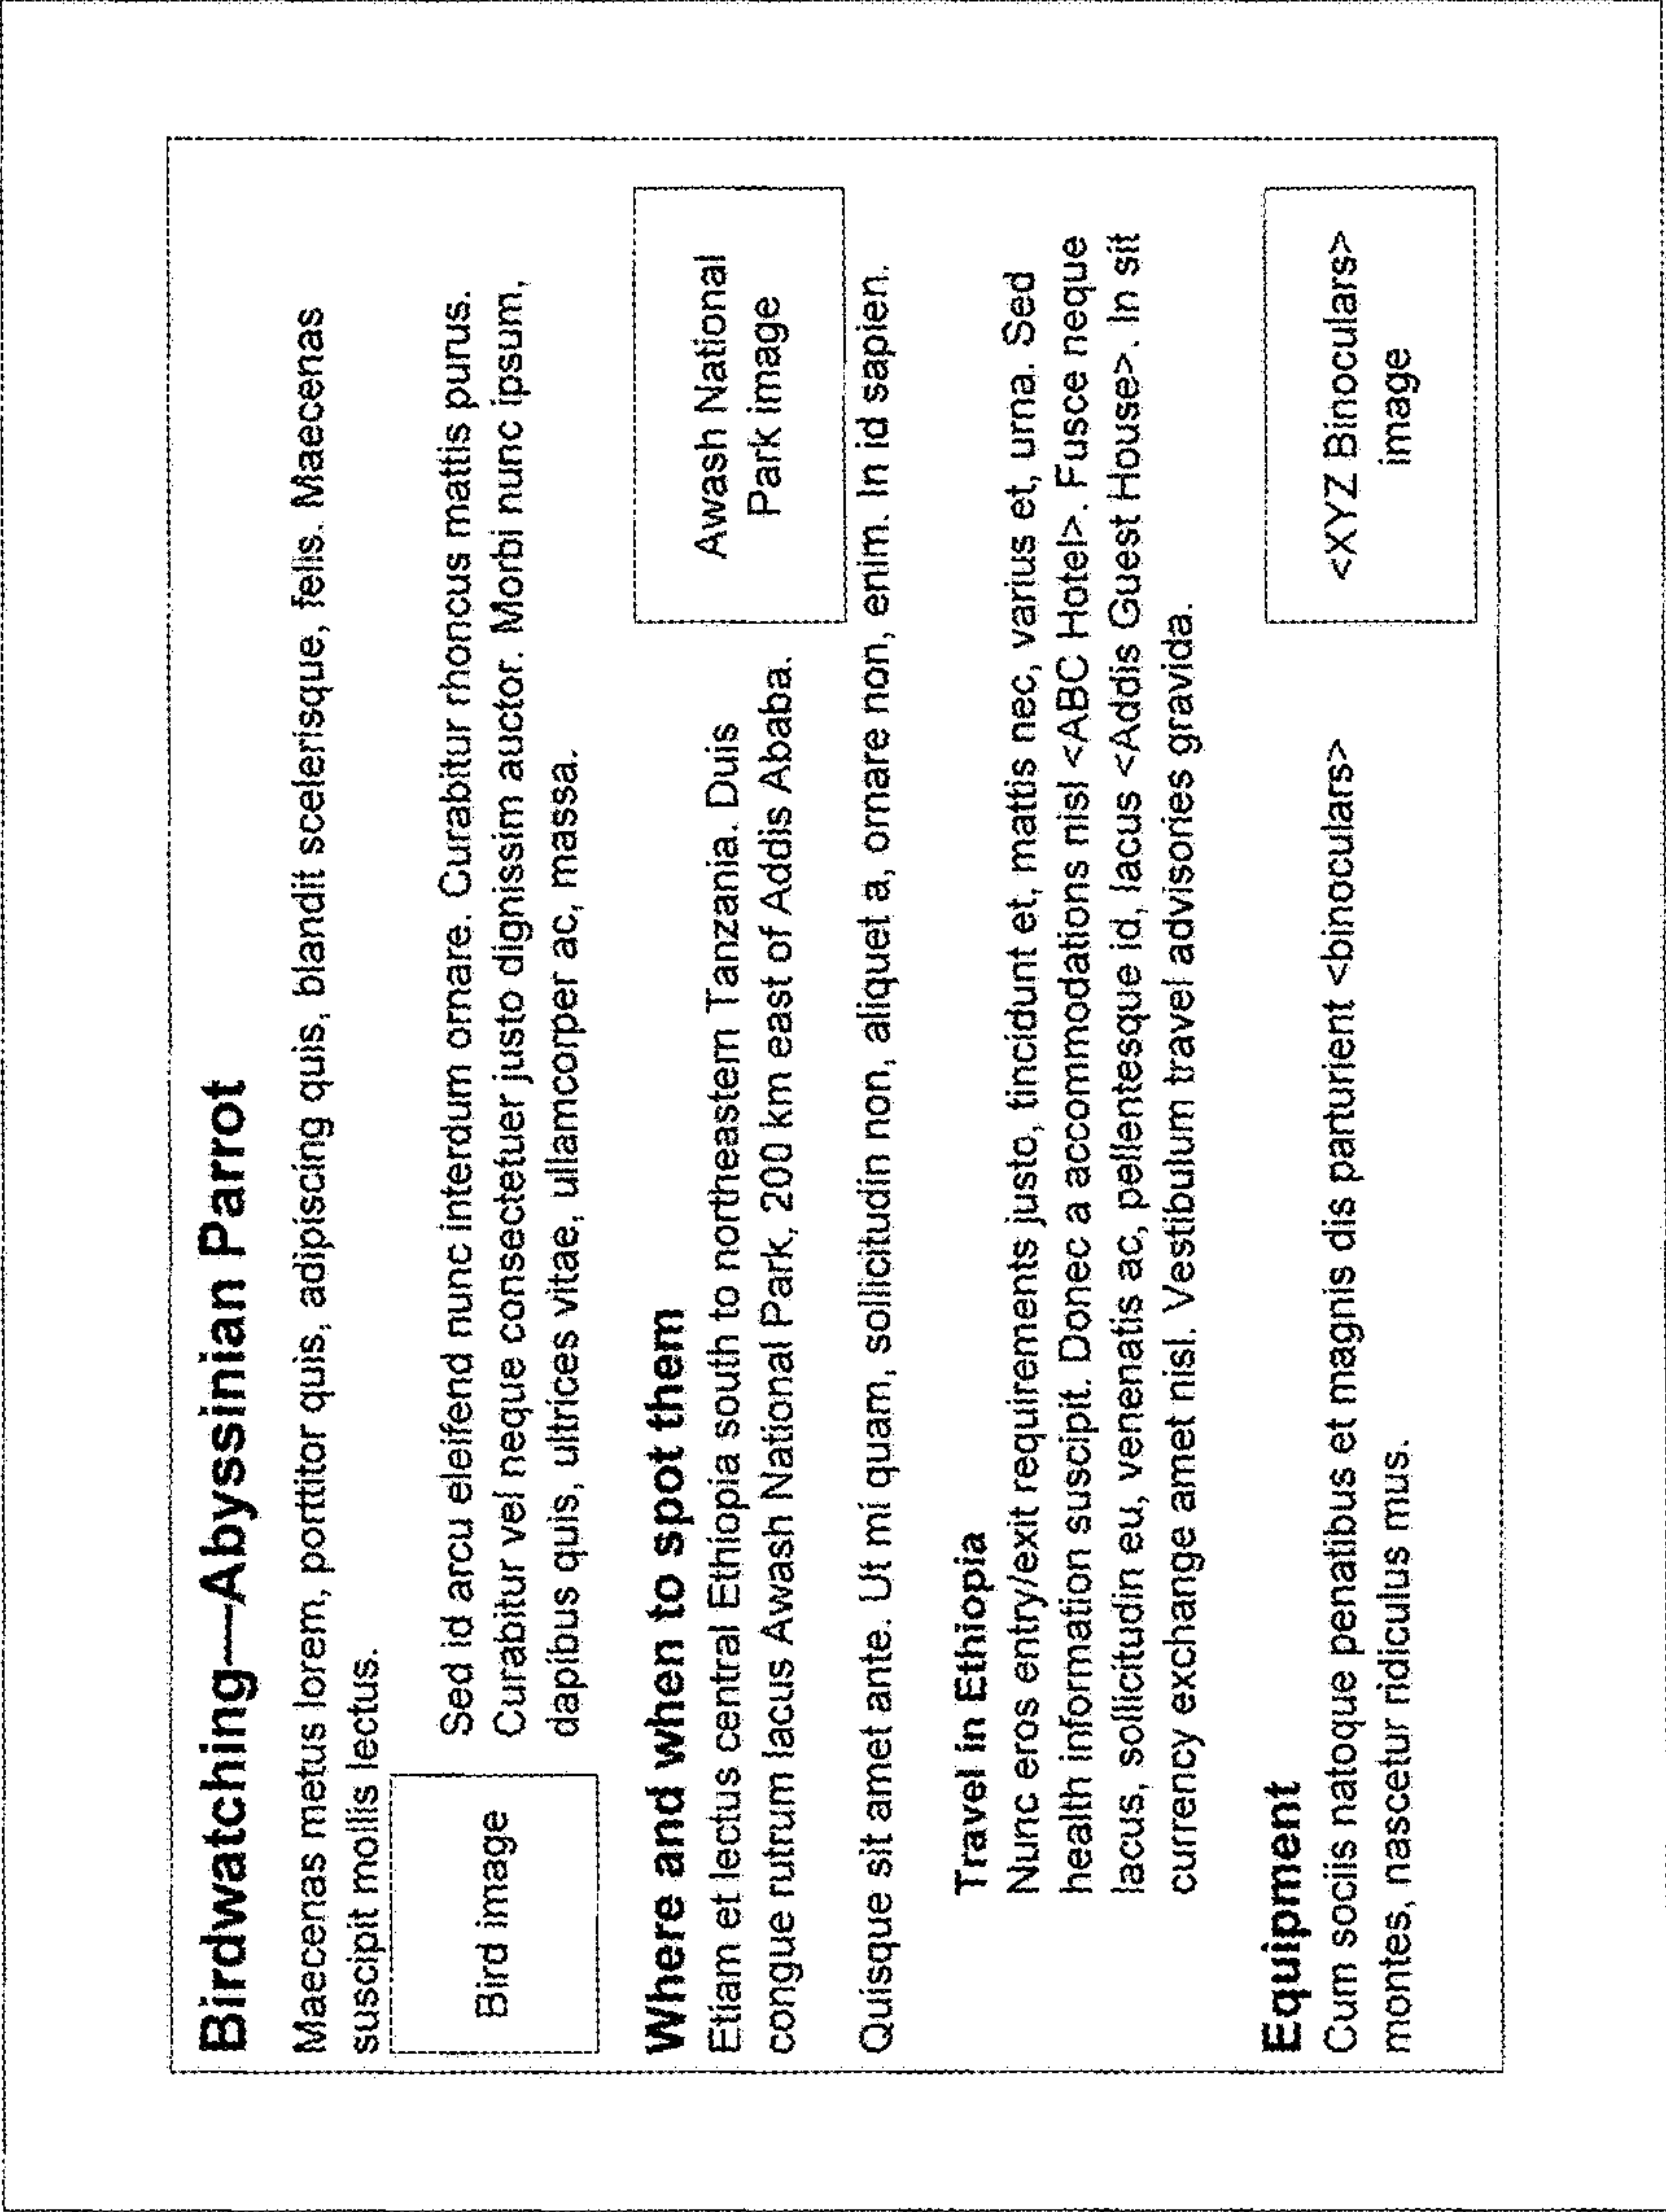 Birdwatching—Abyssinian Parrot
Maecenas metus lorem, porttitor quis, adipiscing quis, blandit scelerisque, felis. Maecenas
suscipit mollis lectus.
Bird image
Sed id arcu eleifend nunc interdum ornare. Curabitur rhoncus mattis purus.
Curabitur vel neque consectetuer justo dignissim auctor. Morbi nunc ipsum,
dapibus quis, ultrices vitae, ullamcorper ac, massa.
Where and when to spot them
Etiam et lectus central Ethiopia south to northeastern Tanzania. Duis
congue rutrum lacus Awash National Park, 200 km east of Addis Ababa.
Awash National
Park image
Quisque sit amet ante. Ut mi quam, sollicitudin non, aliquet a, ornare non, enim. In id sapien.
Travel in Ethiopia
Nunc eros entry/exit requirements justo, tincidunt et, mattis nec, varius et, urna. Sed
health information suscipit. Donec a accommodations nisl <ABC Hotel>. Fusce neque
lacus, sollicitudin eu, venenatis ac, pellentesque id, lacus <Addis Guest House>. In sit
currency exchange amet nisl. Vestibulum travel advisories gravida.
Equipment
Cum sociis natoque penatibus et magnis dis parturient <binoculars>
montes, nascetur ridiculus mus.
<XYZ Binoculars>
image